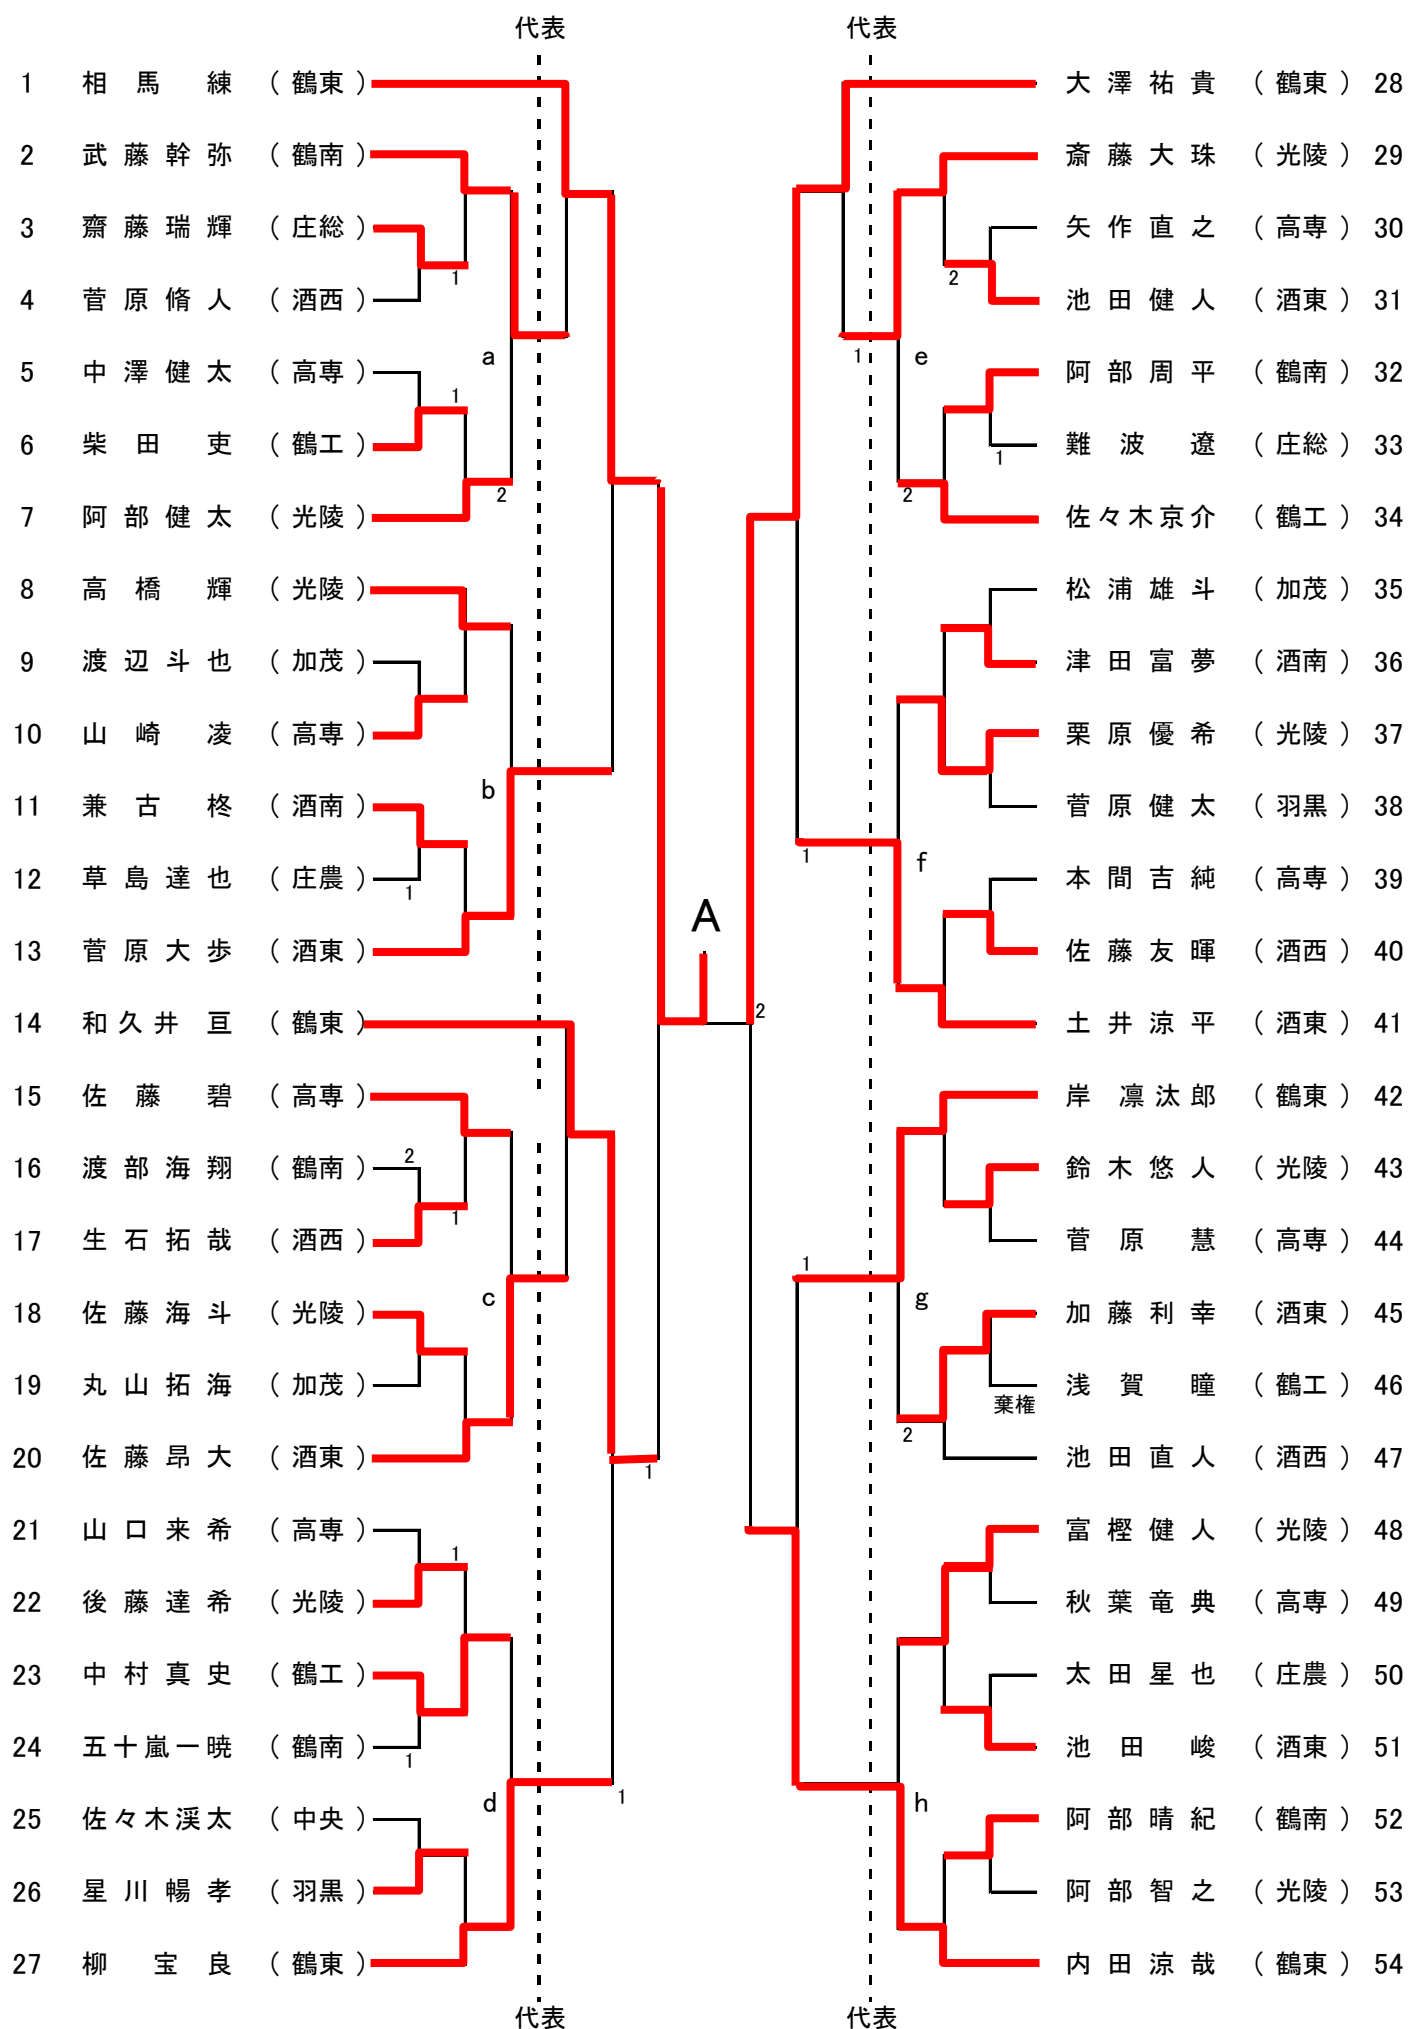 代表 代表
1 相馬 練 (鶴東) 大澤祐貴 (鶴東) 28
2 武藤幹弥 (鶴南) 斎藤大珠 (光陵) 29
3 齋藤瑞輝 (庄総) 矢作直之 (高専) 30
1 2
4 菅原脩人 (酒西) 池田健人 (酒東) 31
a 1 e
5 中澤健太 (高専) 阿部周平 (鶴南) 32
1
6 柴田吏 (鶴工) 難波遼 (庄総) 33
1
2 2
7 阿部健太 (光陵) 佐々木京介 (鶴工) 34
8 高橋輝 (光陵) 松浦雄斗 (加茂) 35
9 渡辺斗也 (加茂) 津田富夢 (酒南) 36
10 山崎凌 (高専) 栗原優希 (光陵) 37
b
11 兼古柊 (酒南) 菅原健太 (羽黒) 38
1 f
12 草島達也 (庄農) 本間吉純 (高専) 39
1
A
13 菅原大歩 (酒東) 佐藤友暉 (酒西) 40
2
14 和久井亘 (鶴東) 土井涼平 (酒東) 41
15 佐藤碧 (高専) 岸凛汰郎 (鶴東) 42
2
16 渡部海翔 (鶴南) 鈴木悠人 (光陵) 43
1
17 生石拓哉 (酒西) 菅原慧 (高専) 44
1
c g
18 佐藤海斗 (光陵) 加藤利幸 (酒東) 45
19 丸山拓海 (加茂) 浅賀瞳 (鶴工) 46
棄権
2
20 佐藤昂大 (酒東) 池田直人 (酒西) 47
1
21 山口来希 (高専) 富樫健人 (光陵) 48
1
22 後藤達希 (光陵) 秋葉竜典 (高専) 49
23 中村真史 (鶴工) 太田星也 (庄農) 50
24 五十嵐一暁 (鶴南) 池田峻 (酒東) 51
1
d 1 h
25 佐々木渓太 (中央) 阿部晴紀 (鶴南) 52
26 星川暢孝 (羽黒) 阿部智之 (光陵) 53
27 柳宝良 (鶴東) 内田涼哉 (鶴東) 54
代表 代表